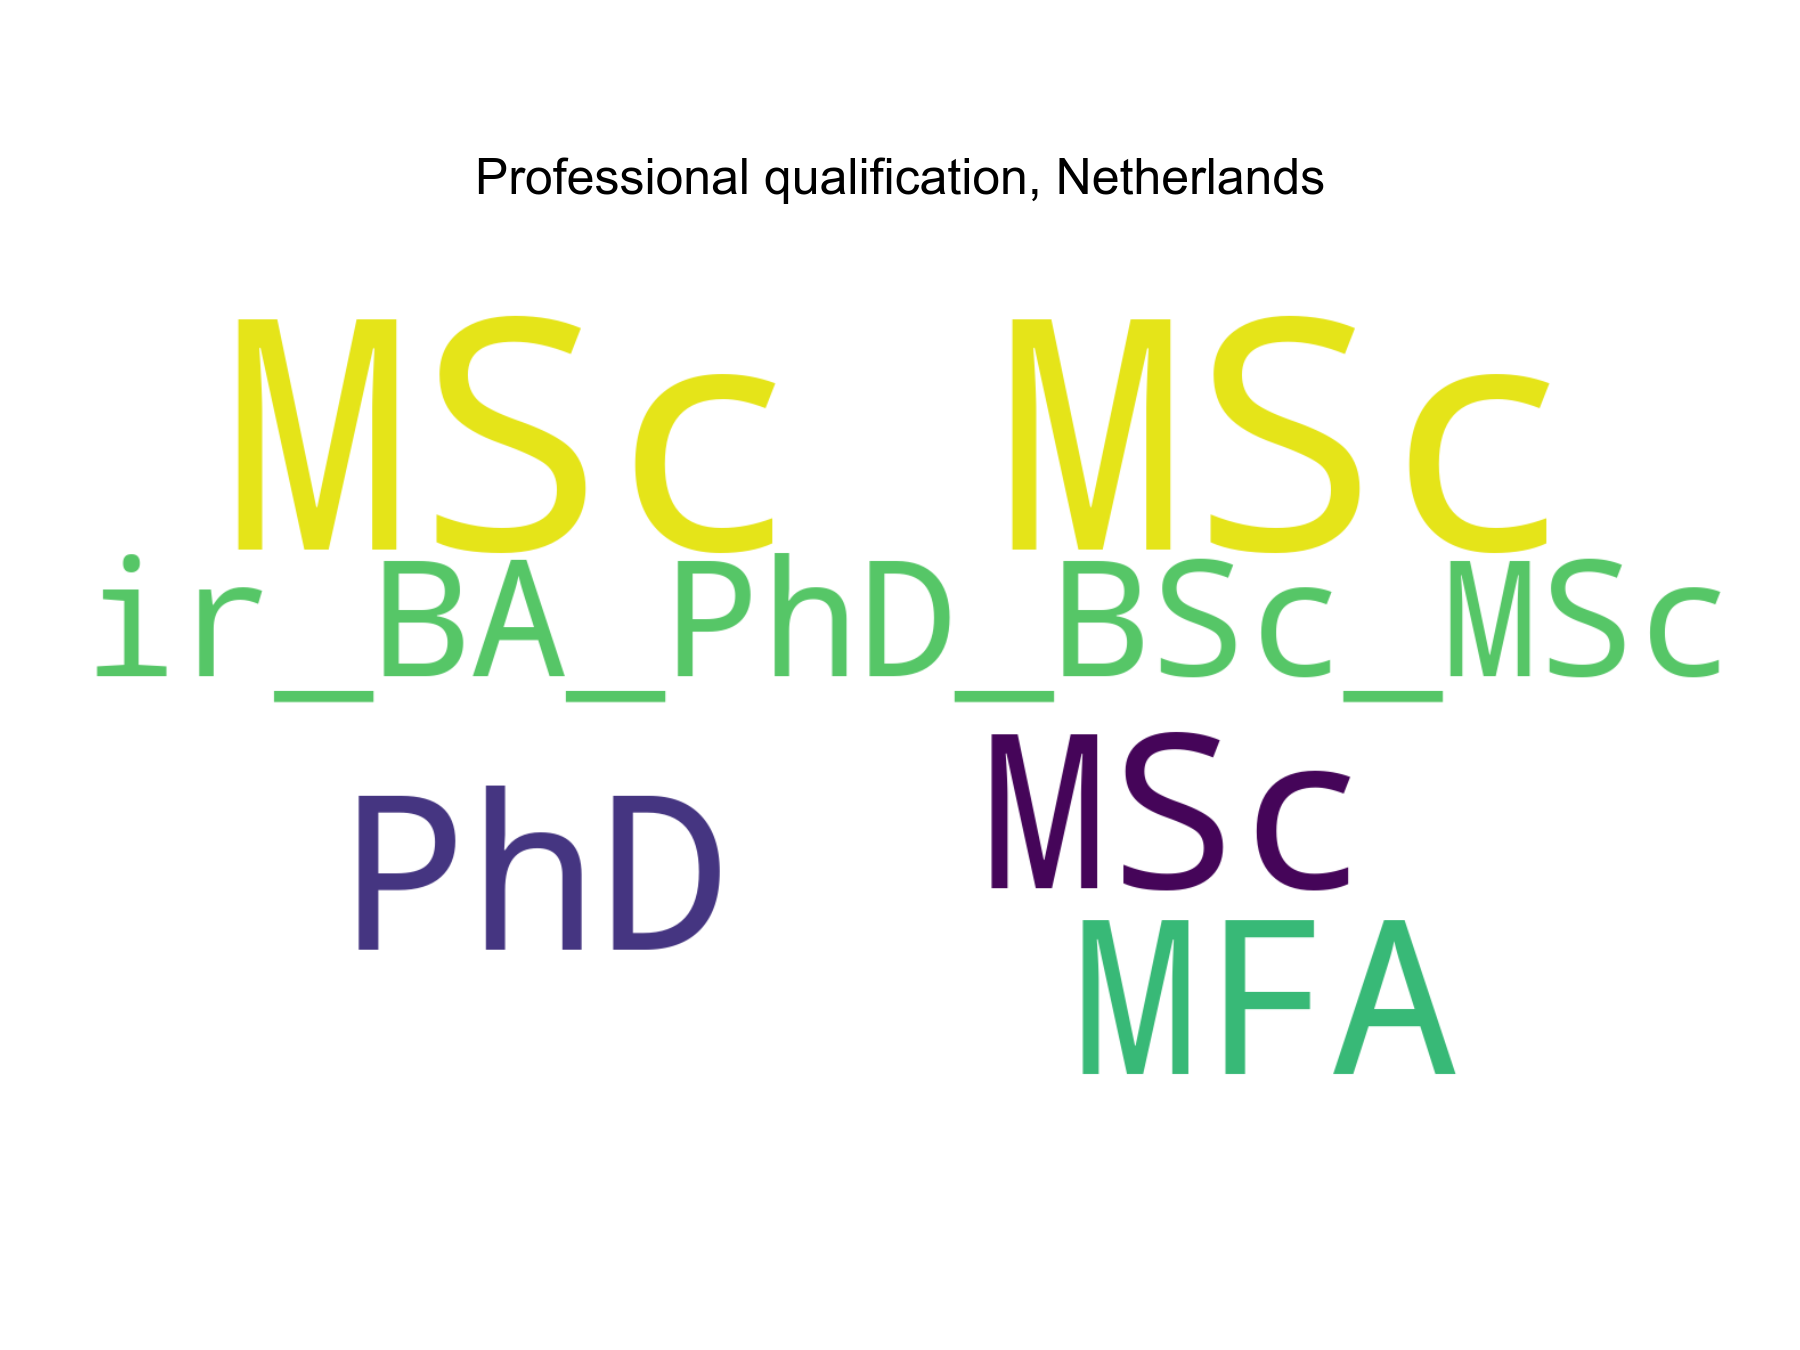 Professional qualification, Netherlands
MSc MSc
ir_BA_PhD_BSc_MSc
PhD MSc
MFA